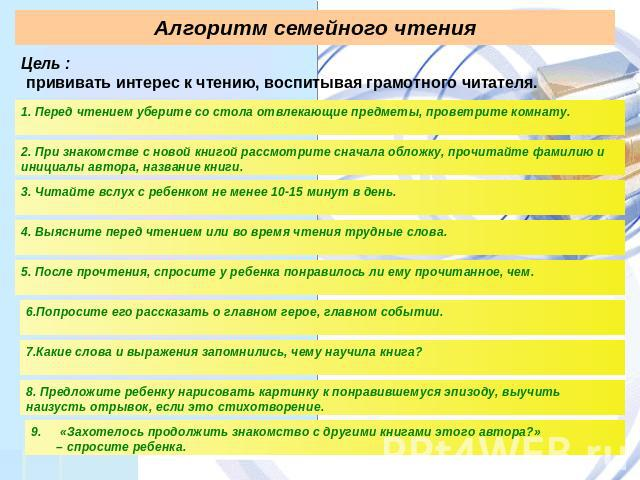 Алгоритм семейного чтения
Цель :
прививать интерес к чтению, воспитывая грамотного читателя.
1. Перед чтением уберите со стола отвлекающие предметы, проветрите комнату.
2. При знакомстве с новой книгой рассмотрите сначала обложку, прочитайте фамилию и
инициалы автора, название книги.
3. Читайте вслух с ребенком не менее 10-15 минут в день.
4. Выясните перед чтением или во время чтения трудные слова.
5. После прочтения, спросите у ребенка понравилось ли ему прочитанное, чем.
6.Попросите его рассказать о главном герое, главном событии.
7.Какие слова и выражения запомнились, чему научила книга?
8. Предложите ребенку нарисовать картинку к понравившемуся эпизоду, выучить
наизусть отрывок, если это стихотворение.
9. «Захотелось продолжить знакомство с другими книгами этого автора?»
– спросите ребенка.
PPt4WEB.ru